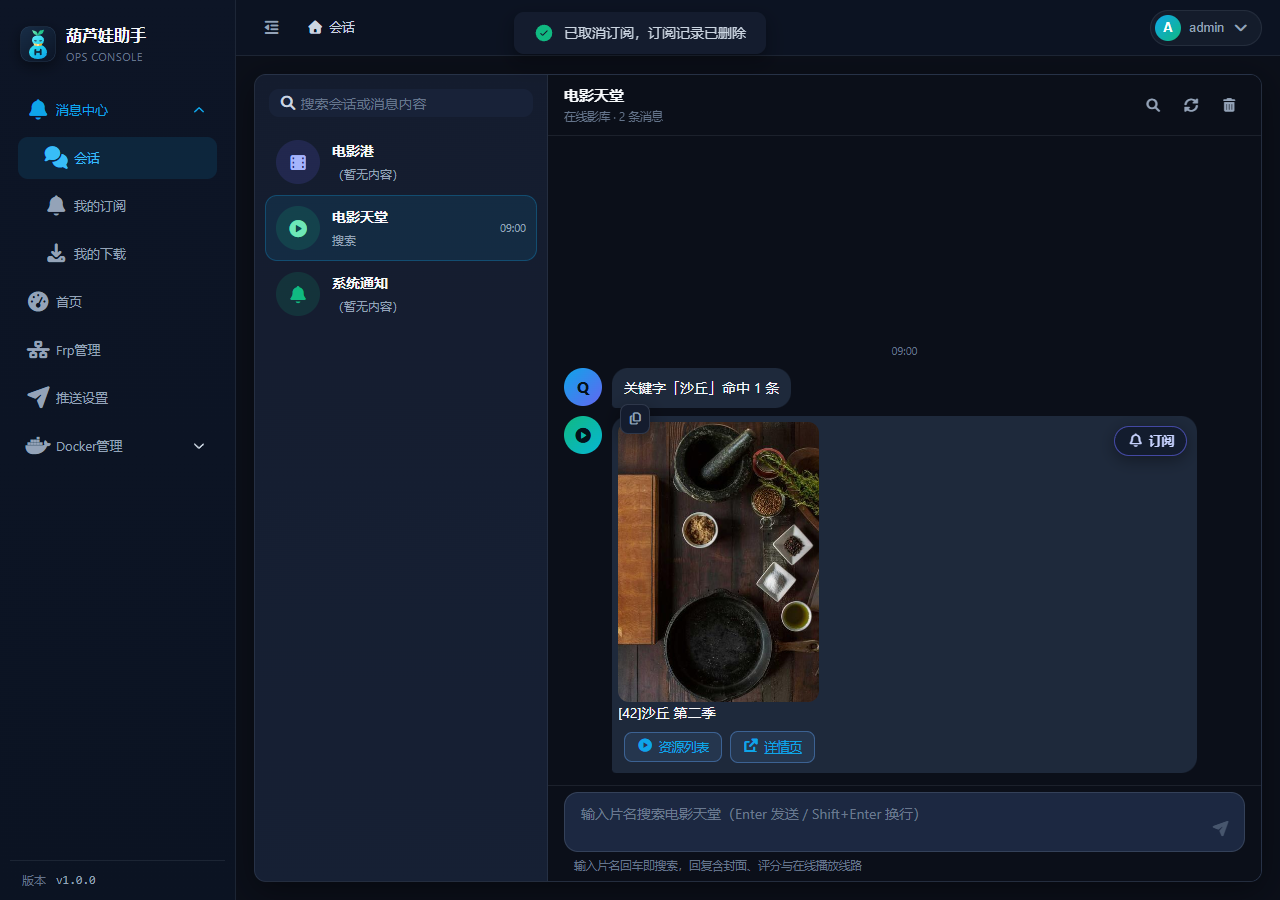 葫芦娃助手
OPS CONSOLE
消息中心
会话
我的订阅
我的下载
首页
Frp管理
推送设置
Docker管理
版本 v1.0.0
会话
已取消订阅，订阅记录已删除
A admin
搜索会话或消息内容
电影港
（暂无内容）
电影天堂
09:00
搜索
系统通知
（暂无内容）
电影天堂
在线影库 · 2 条消息
09:00
Q
关键字「沙丘」命中 1 条
订阅
[42]沙丘 第二季
资源列表
详情页
输入片名搜索电影天堂（Enter 发送 / Shift+Enter 换行）
输入片名回车即搜索，回复含封面、评分与在线播放线路